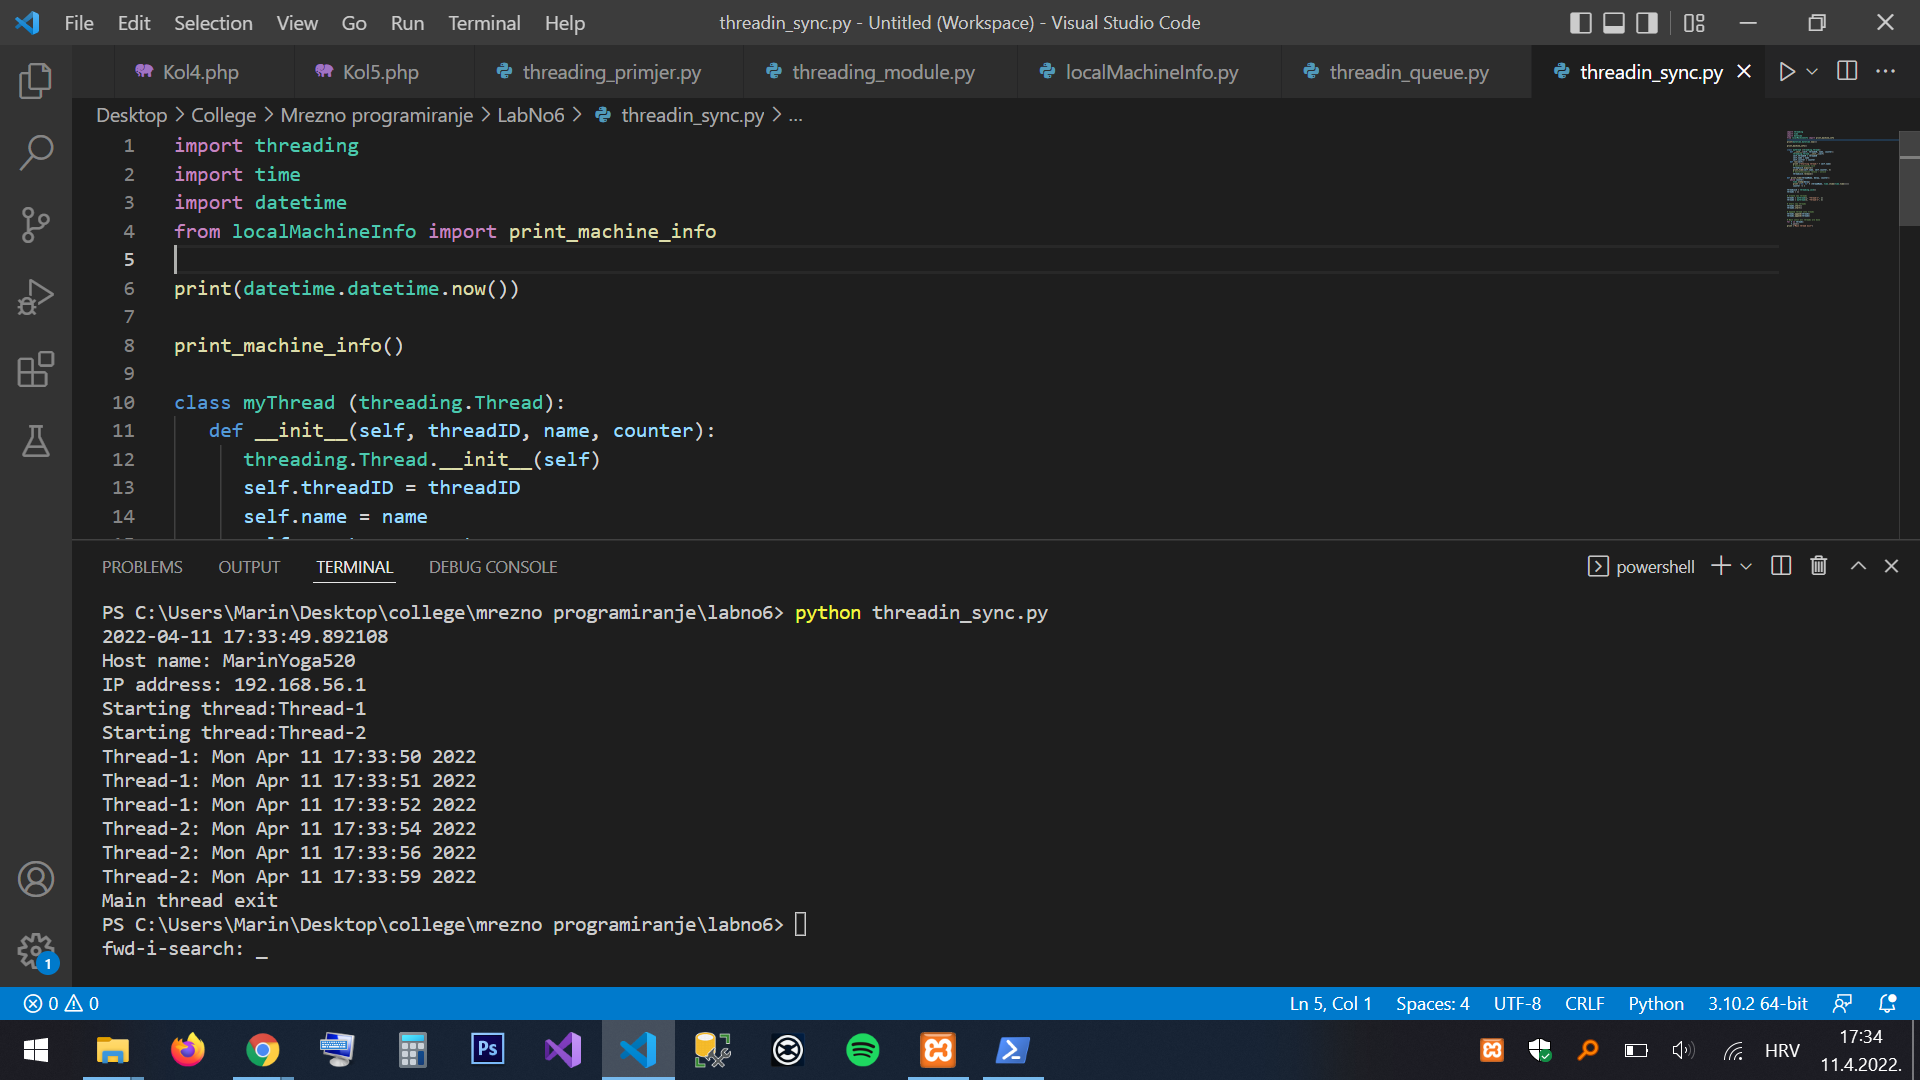 File Edit Selection View Go Run Terminal Help threadin_sync.py - Untitled (Workspace) - Visual Studio Code
Kol4.php Kol5.php threading_primjer.py threading_module.py localMachineInfo.py threadin_queue.py threadin_sync.py
Desktop > College > Mrezno programiranje > LabNo6 > threadin_sync.py > ...
1 import threading
2 import time
3 import datetime
4 from localMachineInfo import print_machine_info
5
6 print(datetime.datetime.now())
7
8 print_machine_info()
9
10 class myThread (threading.Thread):
11 def __init__(self, threadID, name, counter):
12 threading.Thread.__init__(self)
13 self.threadID = threadID
14 self.name = name
PROBLEMS OUTPUT TERMINAL DEBUG CONSOLE powershell
PS C:\Users\Marin\Desktop\college\mrezno programiranje\labno6> python threadin_sync.py
2022-04-11 17:33:49.892108
Host name: MarinYoga520
IP address: 192.168.56.1
Starting thread:Thread-1
Starting thread:Thread-2
Thread-1: Mon Apr 11 17:33:50 2022
Thread-1: Mon Apr 11 17:33:51 2022
Thread-1: Mon Apr 11 17:33:52 2022
Thread-2: Mon Apr 11 17:33:54 2022
Thread-2: Mon Apr 11 17:33:56 2022
Thread-2: Mon Apr 11 17:33:59 2022
Main thread exit
PS C:\Users\Marin\Desktop\college\mrezno programiranje\labno6>
fwd-i-search: _
1
0 0 Ln 5, Col 1 Spaces: 4 UTF-8 CRLF Python 3.10.2 64-bit
Ps HRV 17:34
11.4.2022.